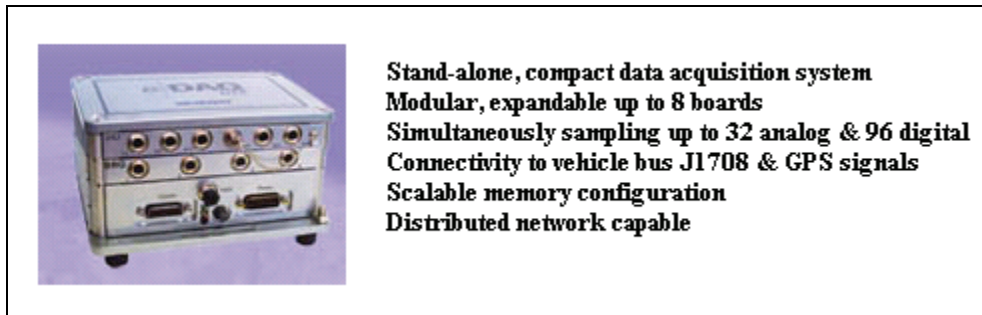 eDAQ
Stand-alone, compact data acquisition system
Modular, expandable up to 8 boards
Simultaneously sampling up to 32 analog & 96 digital
Connectivity to vehicle bus J1708 & GPS signals
Scalable memory configuration
Distributed network capable